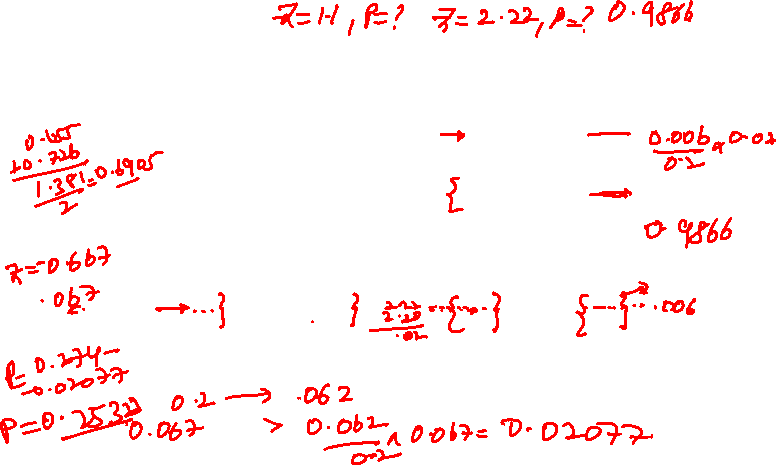 Z=1.1, P=? Z=2.22, P=? 0.9866
0.655
+0.726
1.381 = 0.6905
2
→ — 0.006 × 0.02
0.2
{ →
0.9866
Z=-0.667
.067
→ ...} . } 2.22 {...} {...} .006
2.20
.02
P=0.274-
0.02077
P=0.25323
0.2 → .062
0.067 > 0.062 × 0.067 = 0.02077
0.2